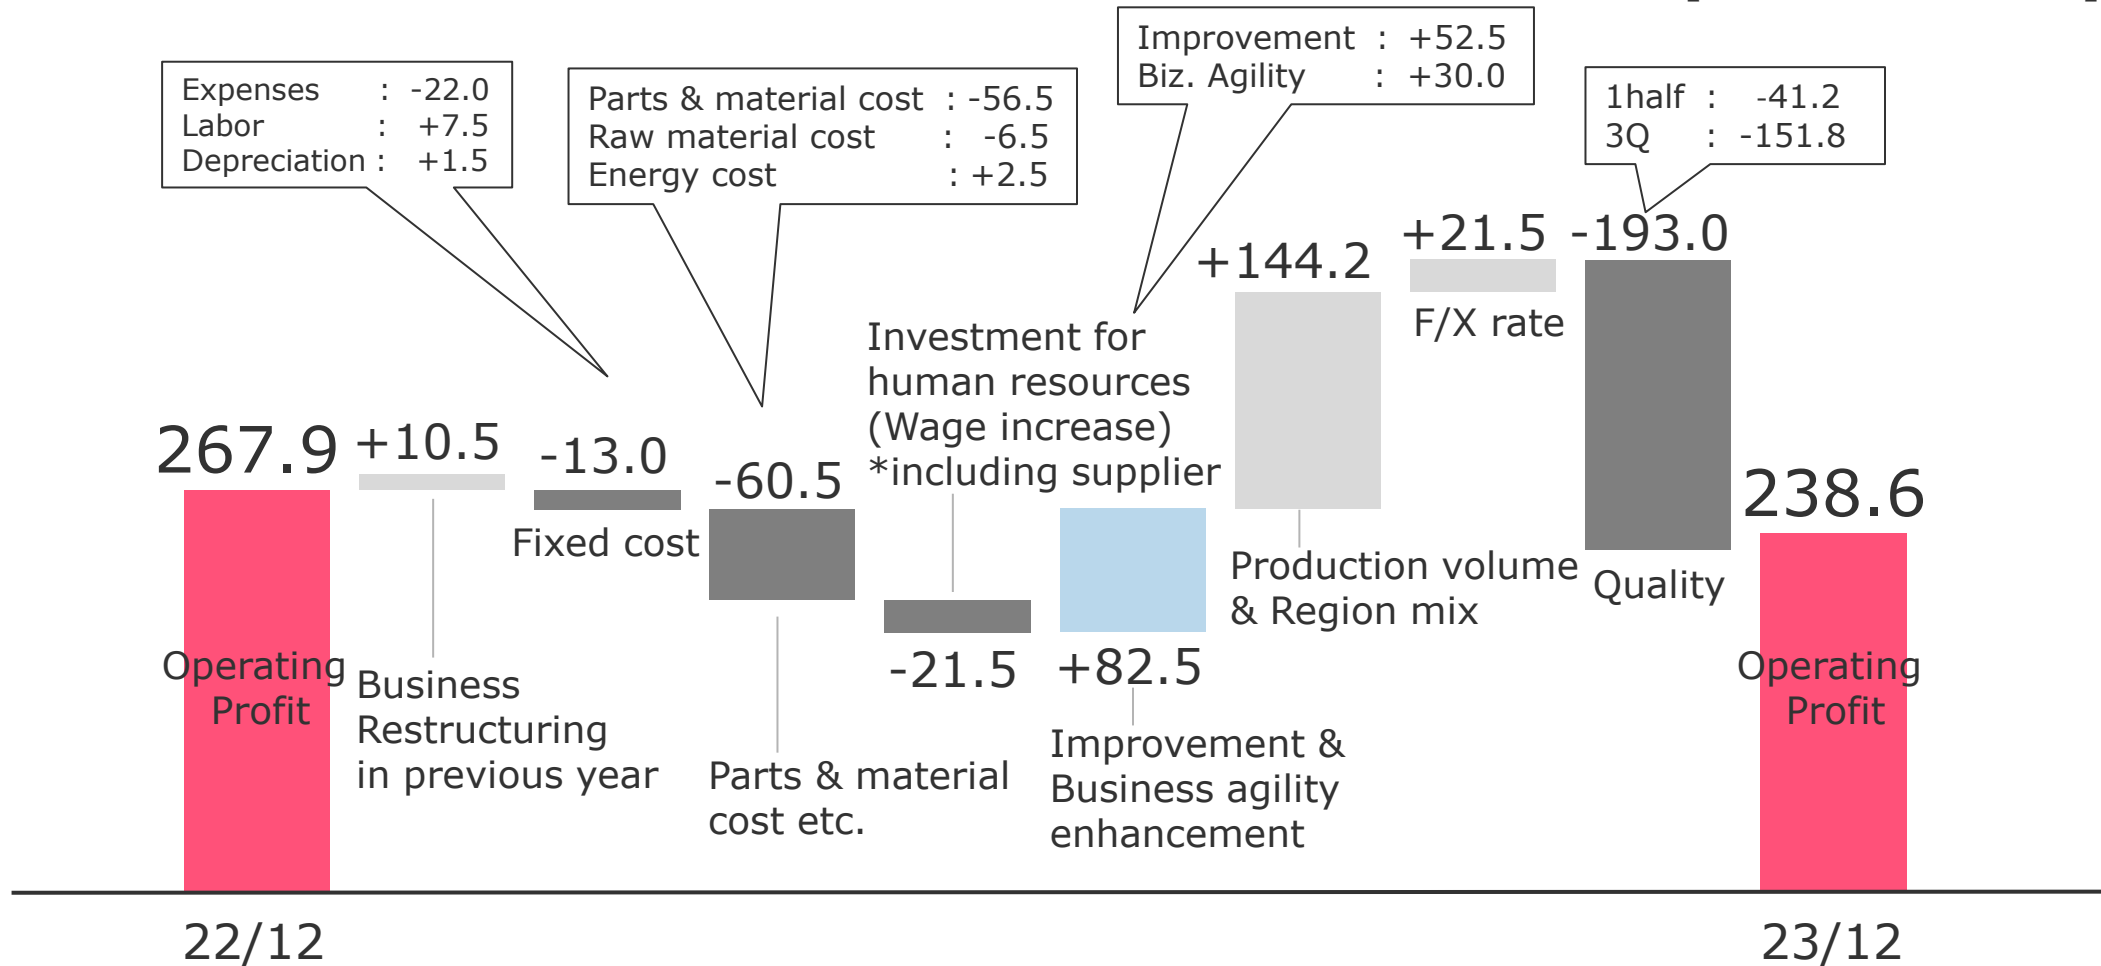 Expenses : -22.0
Labor : +7.5
Depreciation : +1.5
Parts & material cost : -56.5
Raw material cost : -6.5
Energy cost : +2.5
Improvement : +52.5
Biz. Agility : +30.0
1half : -41.2
3Q : -151.8
267.9
Operating
Profit
+10.5
Business
Restructuring
in previous year
-13.0
Fixed cost
-60.5
Parts & material
cost etc.
Investment for
human resources
(Wage increase)
*including supplier
-21.5
+82.5
Improvement &
Business agility
enhancement
+144.2
Production volume
& Region mix
+21.5
F/X rate
-193.0
Quality
238.6
Operating
Profit
22/12
23/12